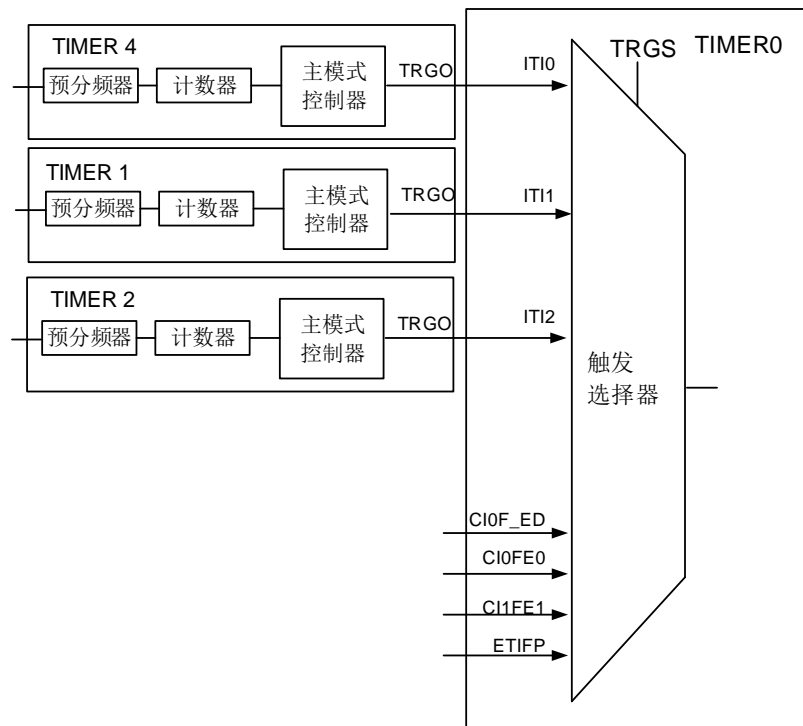 TIMER 4
预分频器
计数器
主模式
控制器
TRGO
ITI0
TRGS
TIMER0
TIMER 1
预分频器
计数器
主模式
控制器
TRGO
ITI1
TIMER 2
预分频器
计数器
主模式
控制器
TRGO
ITI2
触发
选择器
CI0F_ED
CI0FE0
CI1FE1
ETIFP